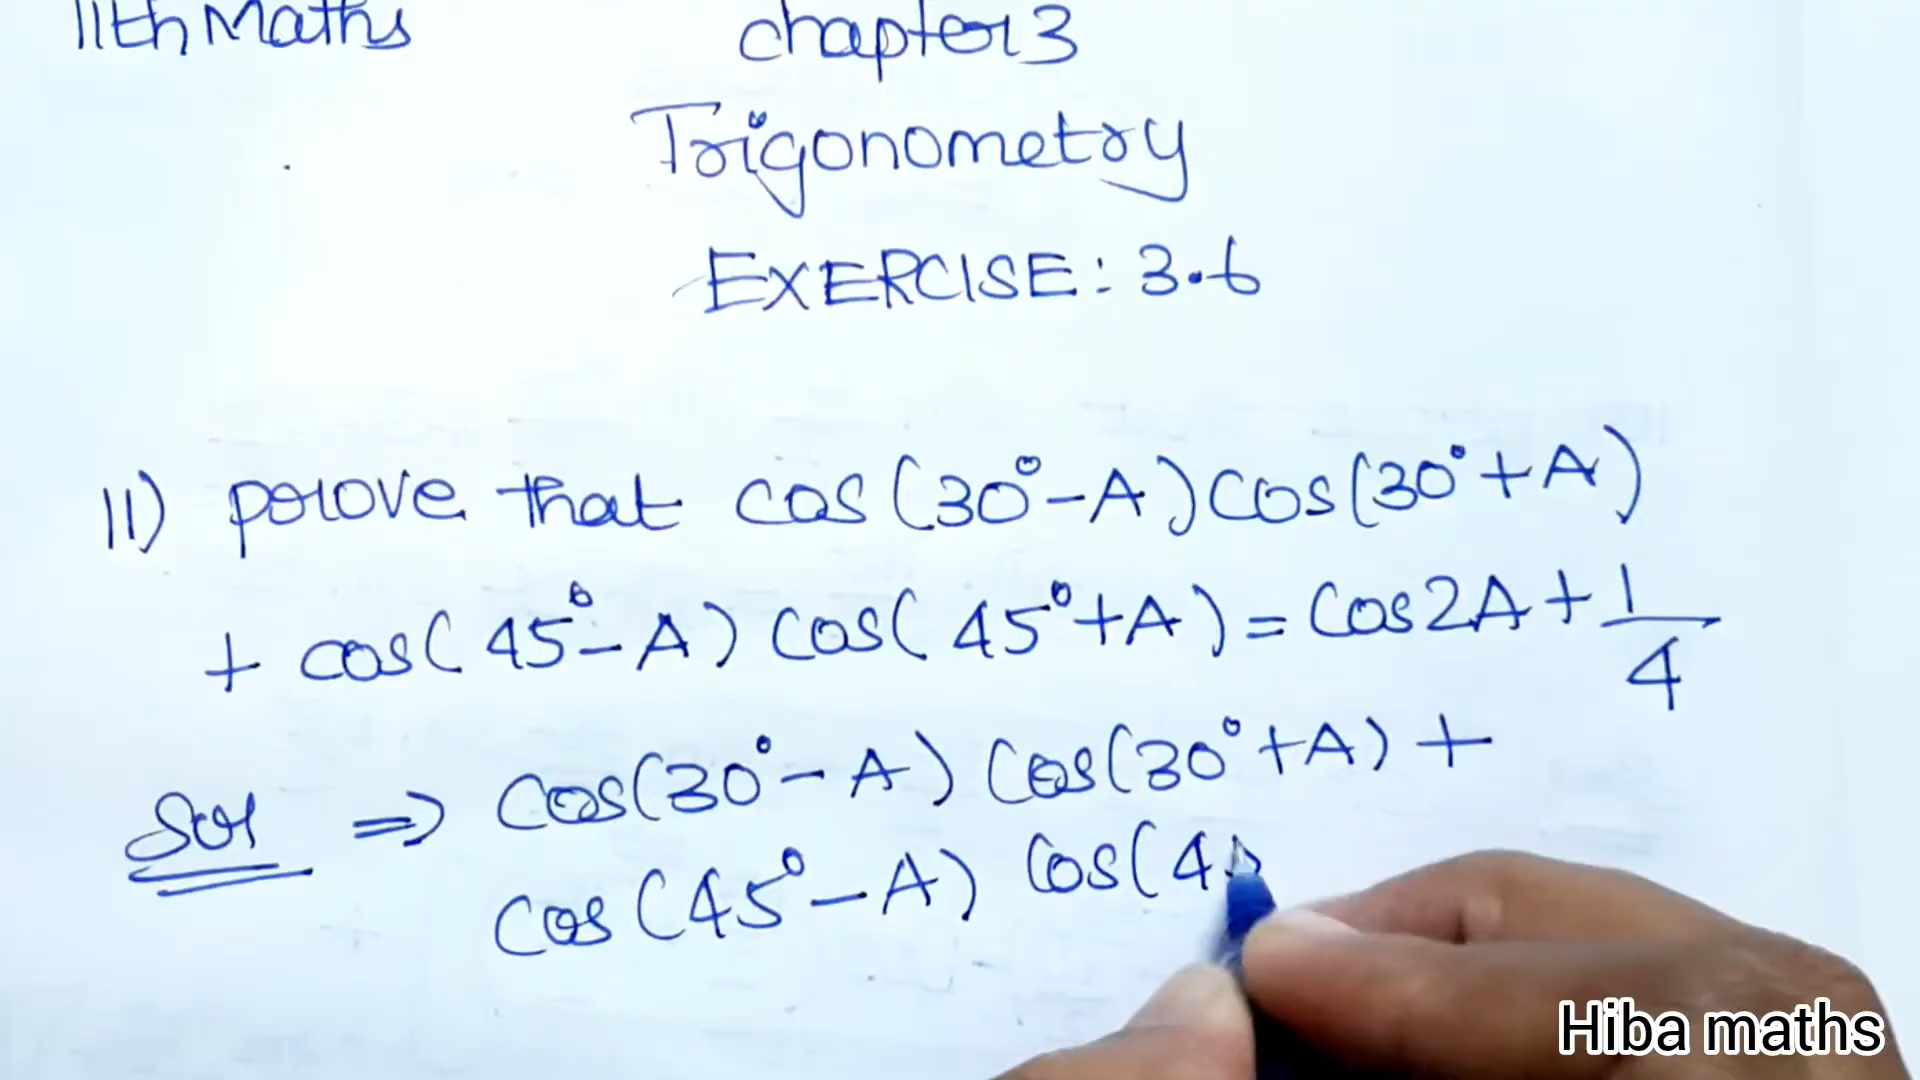 11th Maths chapter 3
Trigonometry
EXERCISE: 3.6
11) prove that cos(30°-A)cos(30°+A)
+ cos(45°-A) cos(45°+A) = cos2A + 1/4
Sol ⇒ cos(30°-A) cos(30°+A) +
cos(45°-A) cos(4
Hiba maths